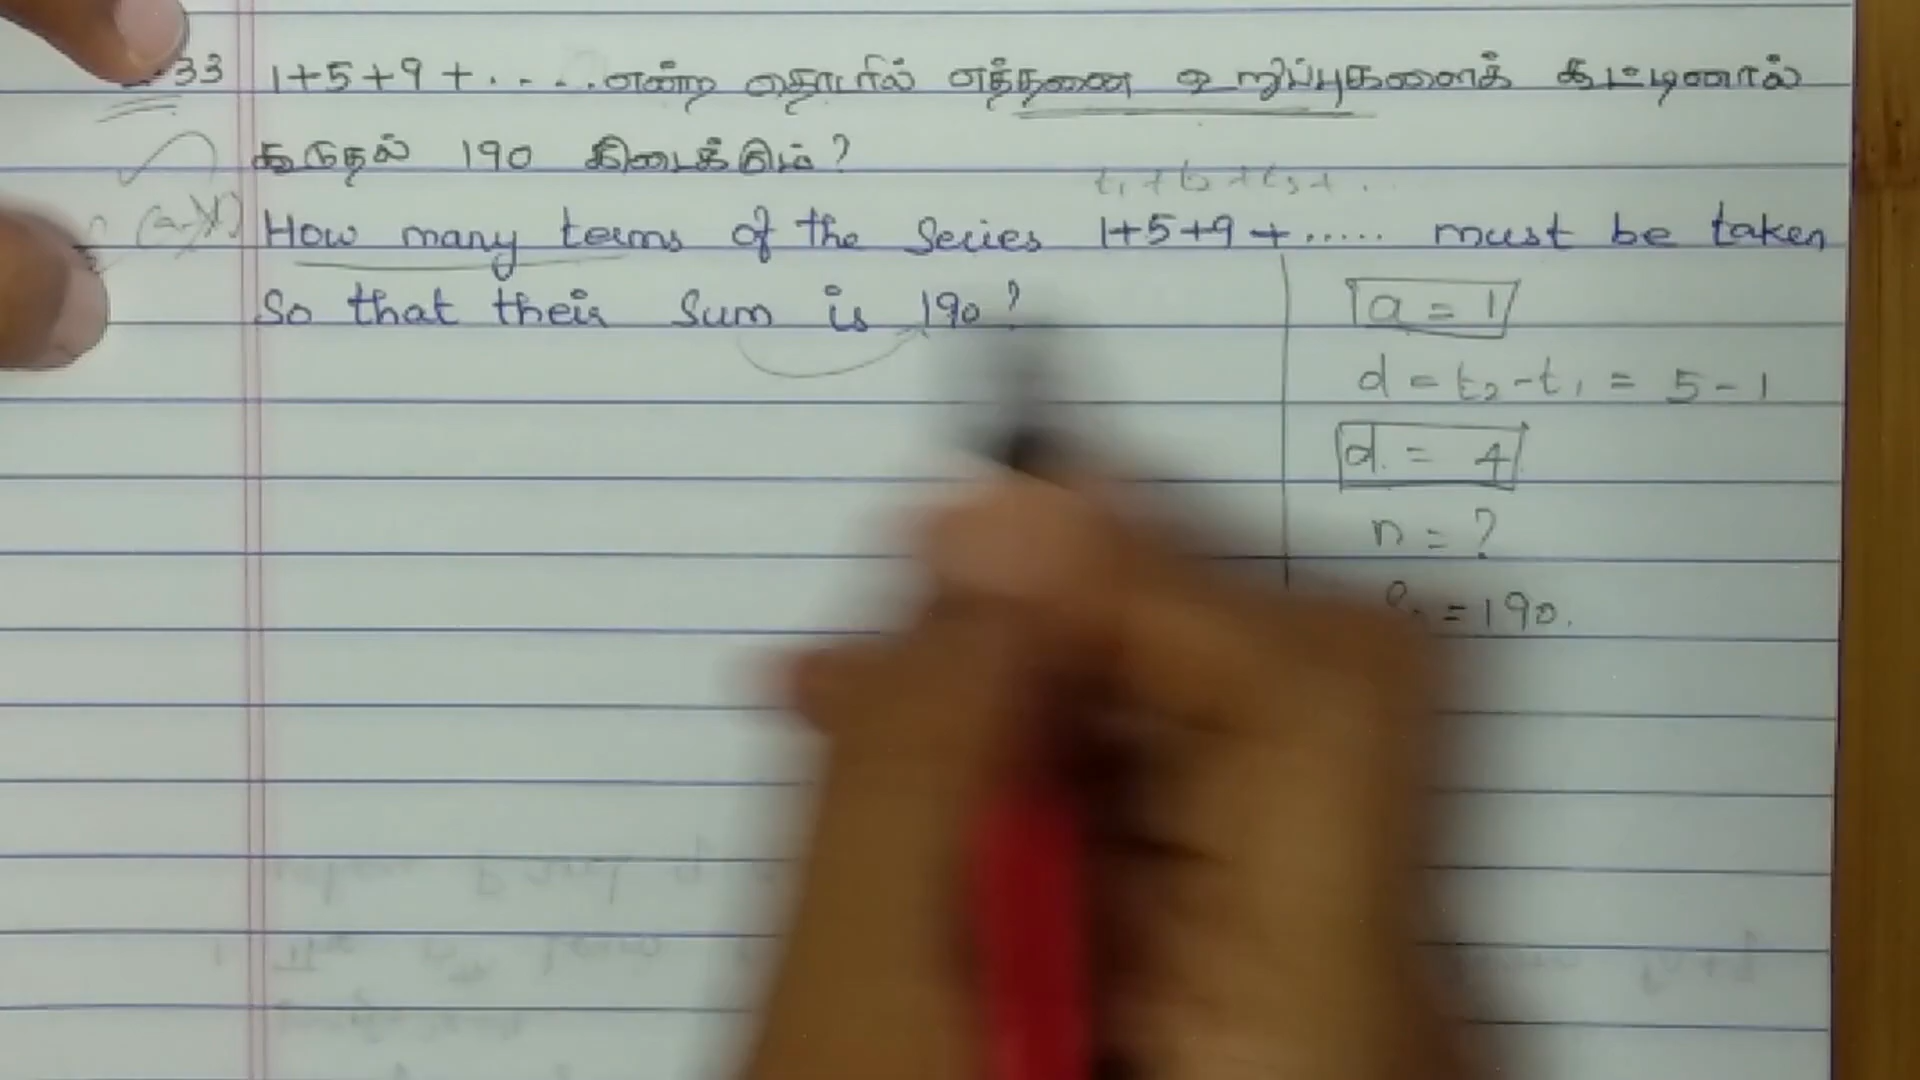 33 1+5+9+..... என்ற தொடரில் எத்தனை உறுப்புகளைக் கூட்டினால்
கூடுதல் 190 கிடைக்கும்?
t₁+t₂+t₃+...
How many terms of the Series 1+5+9+..... must be taken
So that their Sum is 190?
a = 1
d = t₂-t₁ = 5-1
d = 4
n = ?
=190.